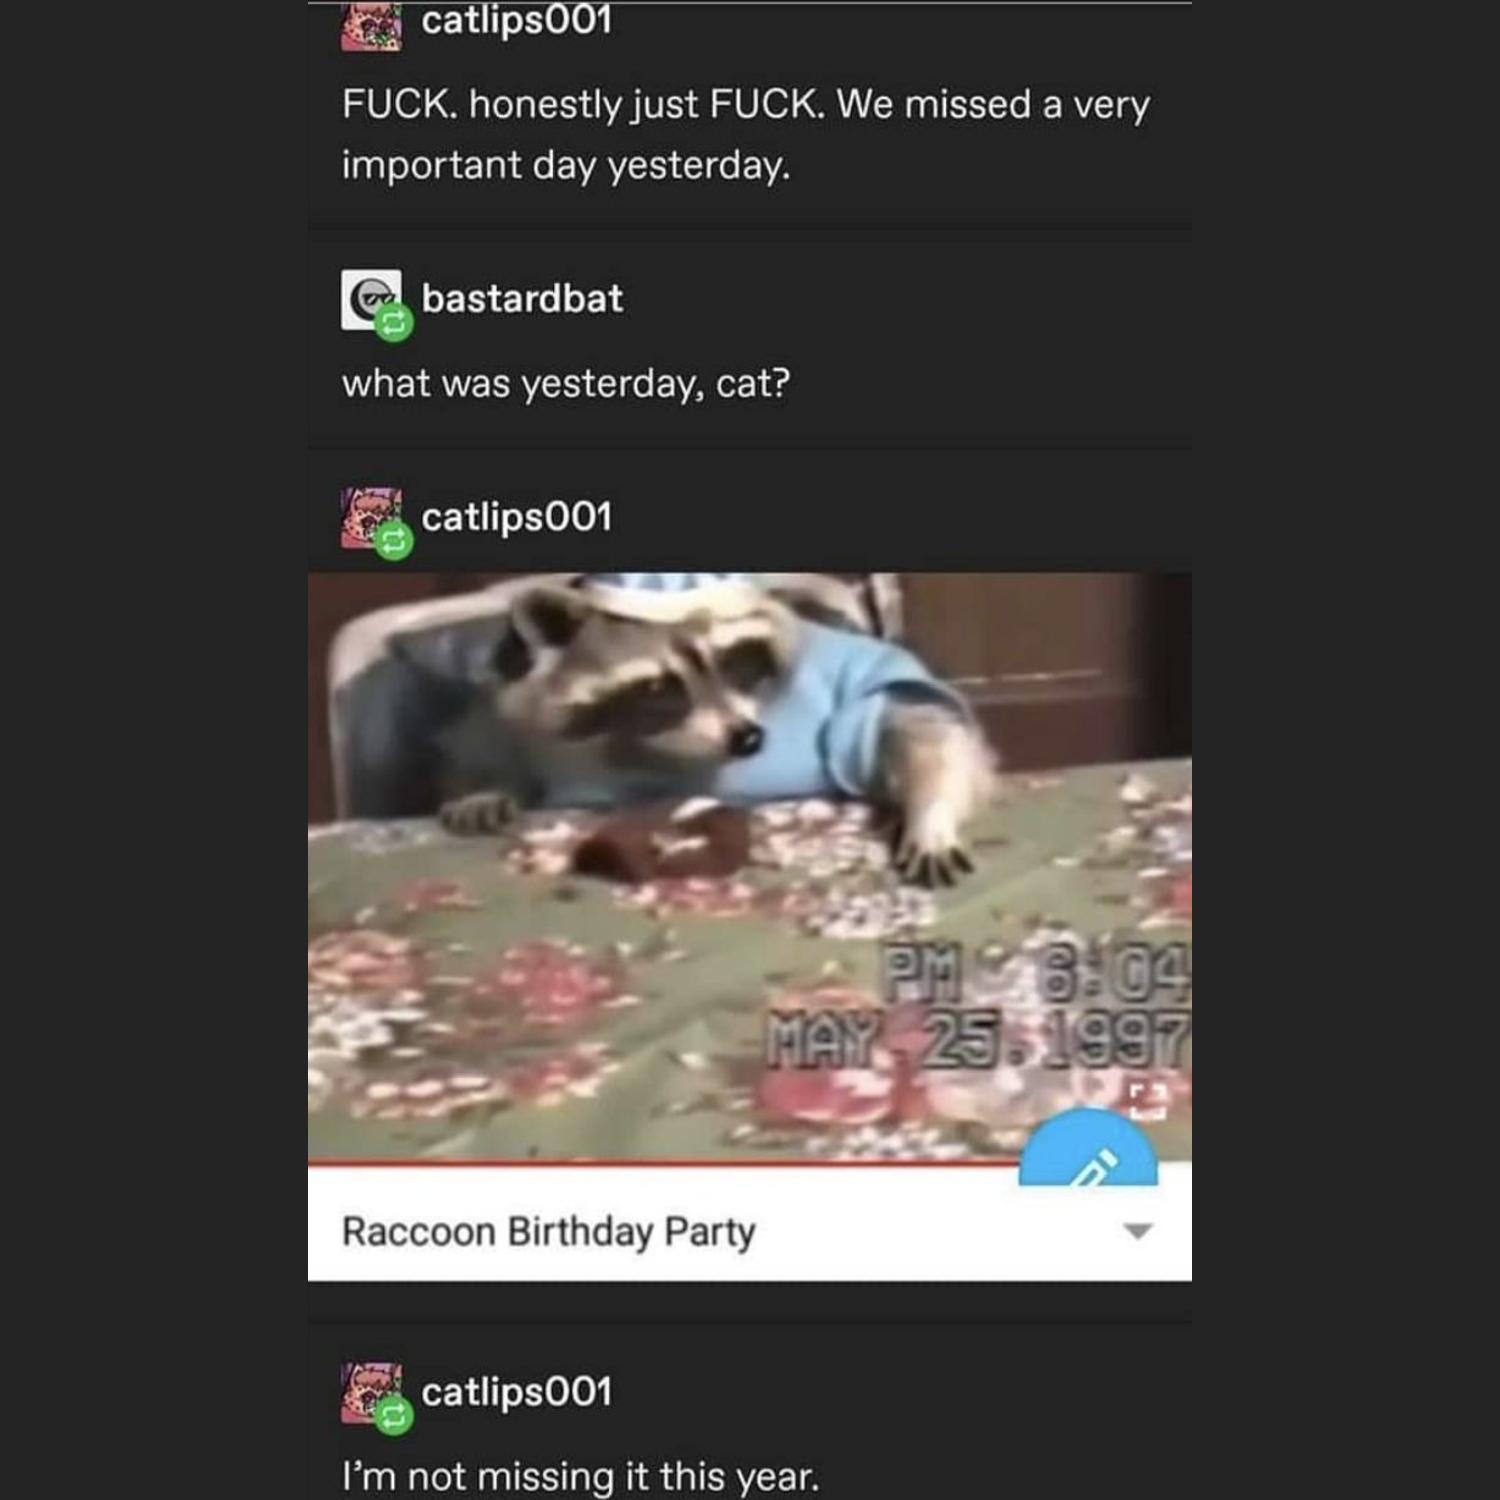 catlips001
FUCK. honestly just FUCK. We missed a very
important day yesterday.
bastardbat
what was yesterday, cat?
catlips001
PM 6:04
MAY. 25. 1997
Raccoon Birthday Party
catlips001
I'm not missing it this year.